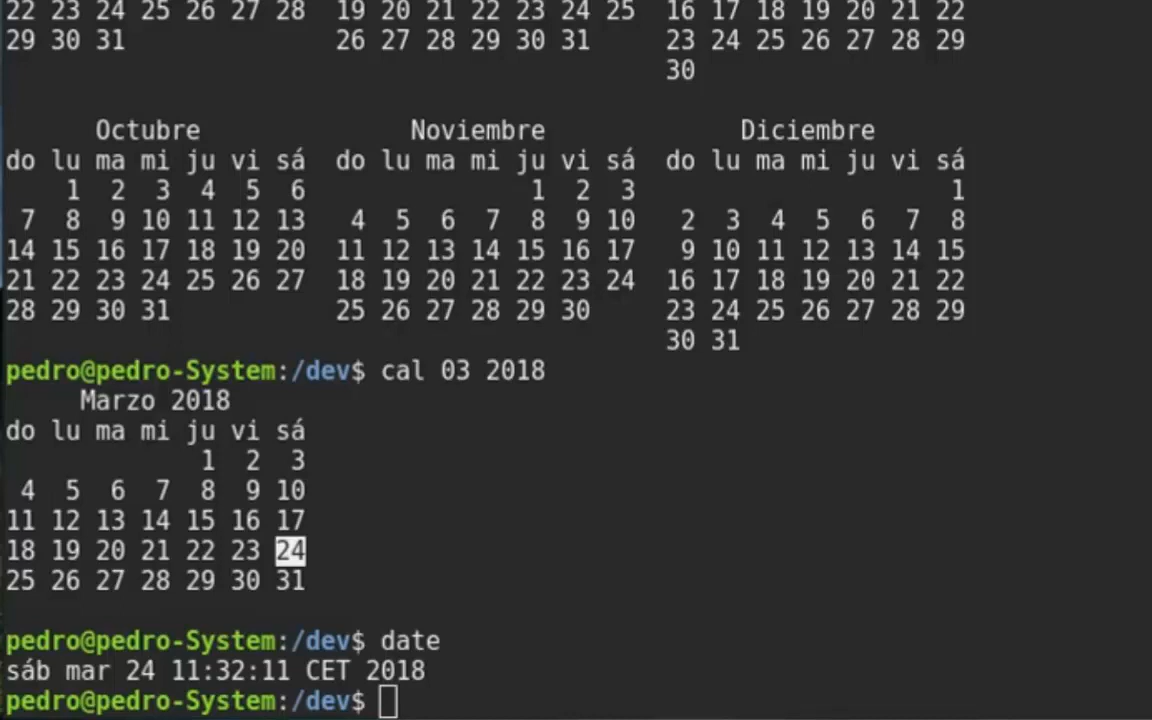 22 23 24 25 26 27 28   19 20 21 22 23 24 25   16 17 18 19 20 21 22
29 30 31               26 27 28 29 30 31      23 24 25 26 27 28 29
                                              30
      Octubre               Noviembre              Diciembre
do lu ma mi ju vi sá   do lu ma mi ju vi sá   do lu ma mi ju vi sá
    1  2  3  4  5  6                1  2  3                      1
 7  8  9 10 11 12 13    4  5  6  7  8  9 10    2  3  4  5  6  7  8
14 15 16 17 18 19 20   11 12 13 14 15 16 17    9 10 11 12 13 14 15
21 22 23 24 25 26 27   18 19 20 21 22 23 24   16 17 18 19 20 21 22
28 29 30 31            25 26 27 28 29 30      23 24 25 26 27 28 29
                                              30 31
pedro@pedro-System:/dev$ cal 03 2018
     Marzo 2018
do lu ma mi ju vi sá
             1  2  3
 4  5  6  7  8  9 10
11 12 13 14 15 16 17
18 19 20 21 22 23 24
25 26 27 28 29 30 31
pedro@pedro-System:/dev$ date
sáb mar 24 11:32:11 CET 2018
pedro@pedro-System:/dev$